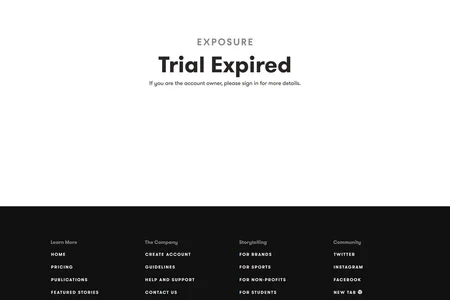 EXPOSURE
Trial Expired
If you are the account owner, please sign in for more details.
Learn More
HOME
PRICING
PUBLICATIONS
FEATURED STORIES
The Company
CREATE ACCOUNT
GUIDELINES
HELP AND SUPPORT
CONTACT US
Storytelling
FOR BRANDS
FOR SPORTS
FOR NON-PROFITS
FOR STUDENTS
Community
TWITTER
INSTAGRAM
FACEBOOK
NEW TAB